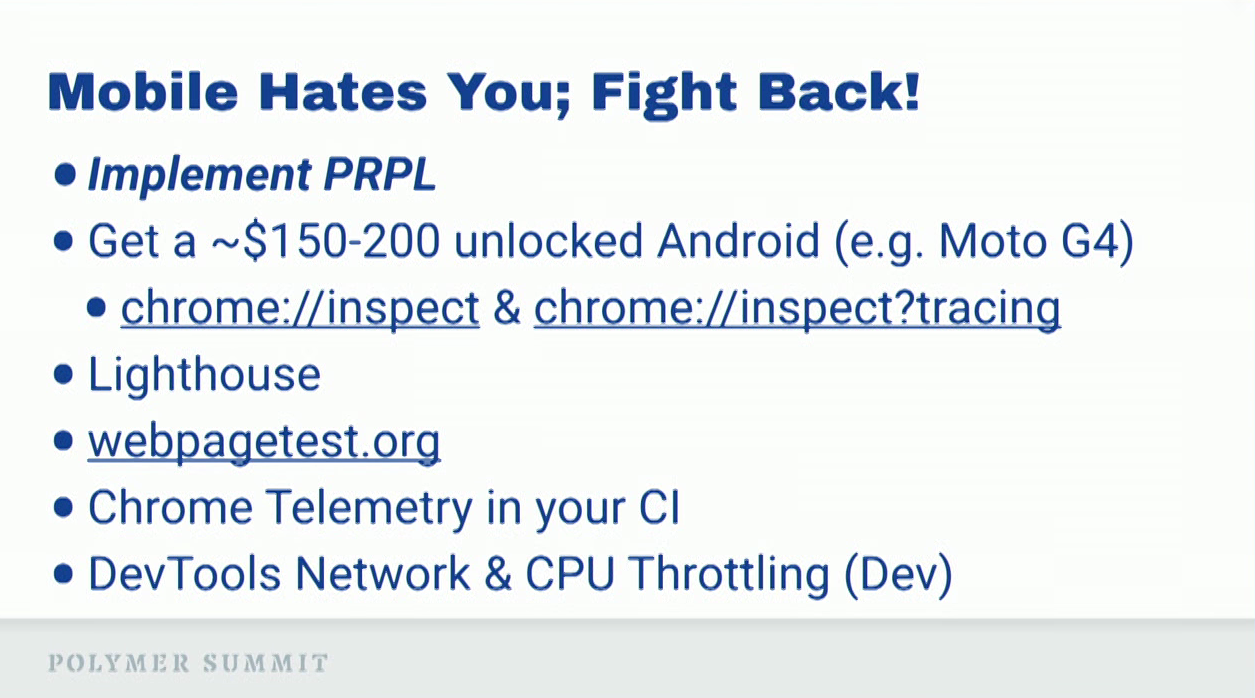 Mobile Hates You; Fight Back!
• Implement PRPL
• Get a ~$150-200 unlocked Android (e.g. Moto G4)
• chrome://inspect & chrome://inspect?tracing
• Lighthouse
• webpagetest.org
• Chrome Telemetry in your CI
• DevTools Network & CPU Throttling (Dev)
POLYMER SUMMIT